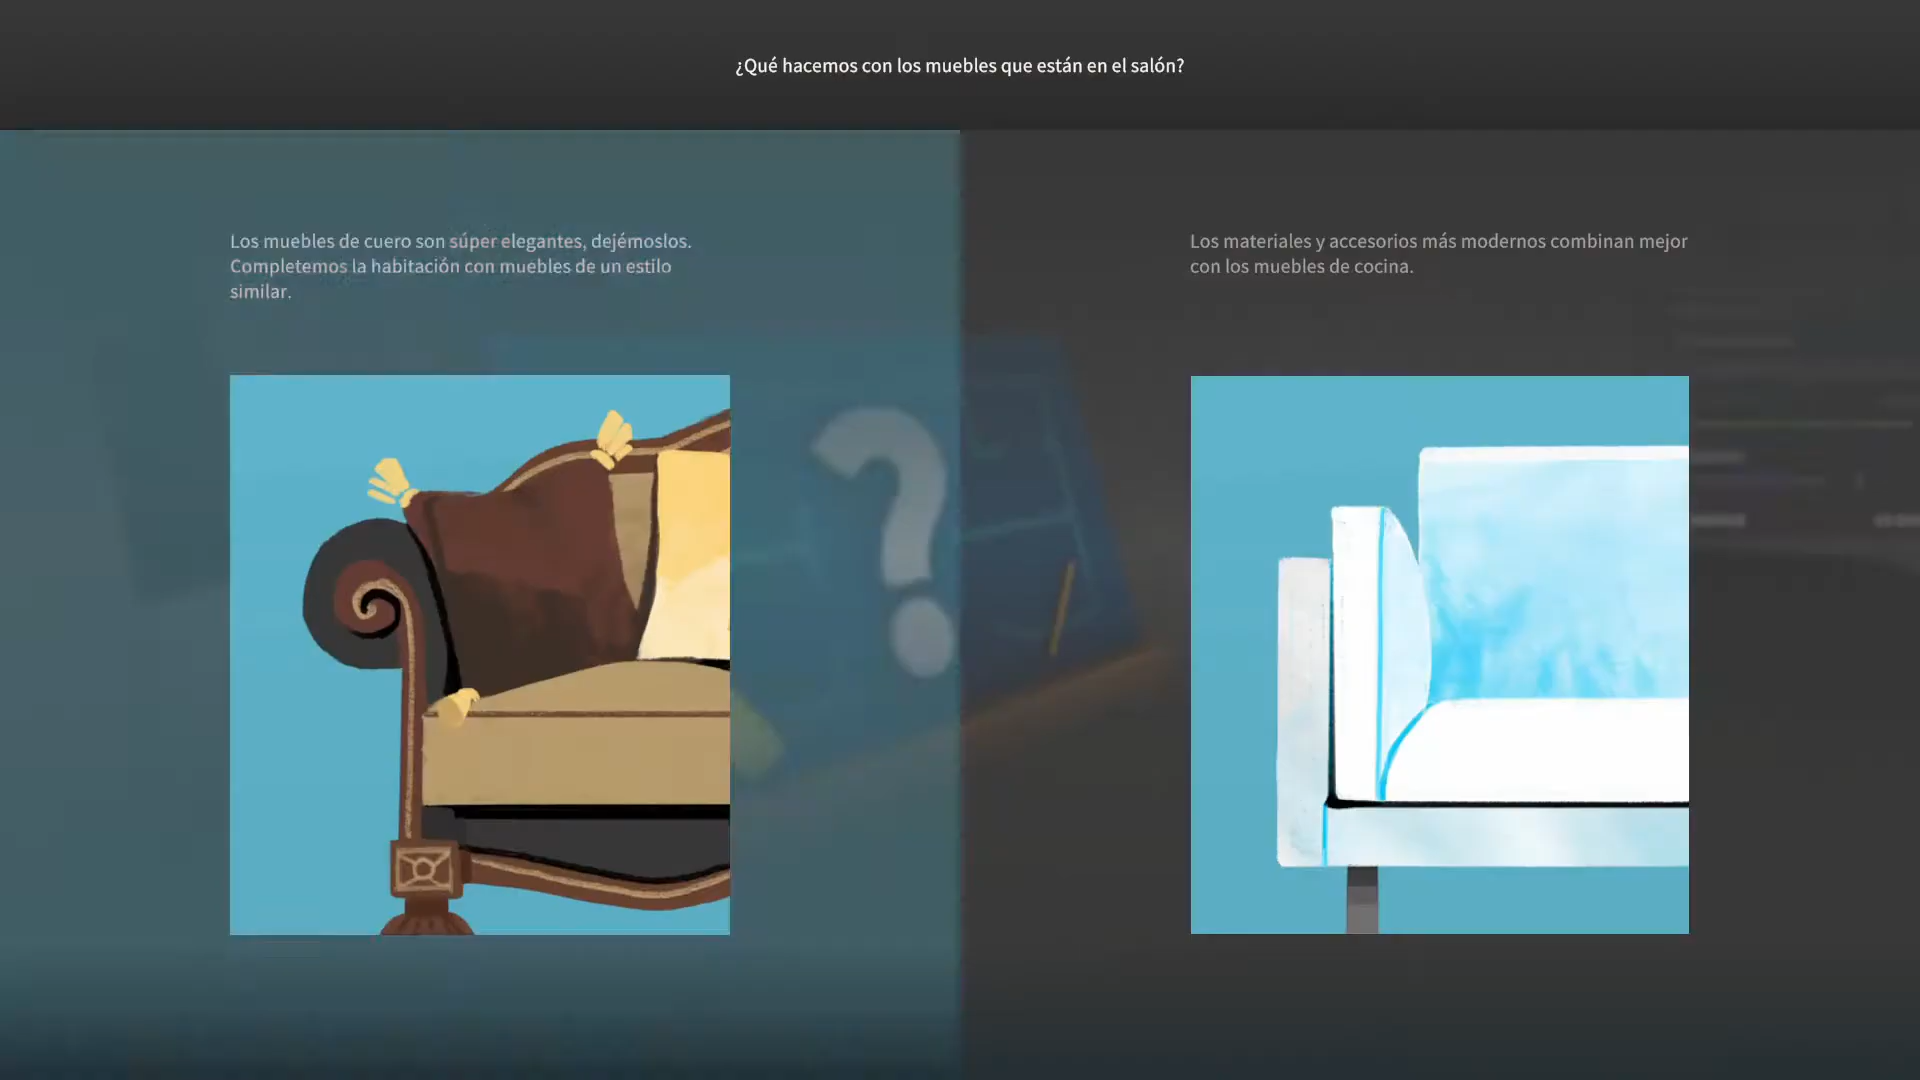 ¿Qué hacemos con los muebles que están en el salón?
Los muebles de cuero son súper elegantes, dejémoslos.
Completemos la habitación con muebles de un estilo
similar.
Los materiales y accesorios más modernos combinan mejor
con los muebles de cocina.
?